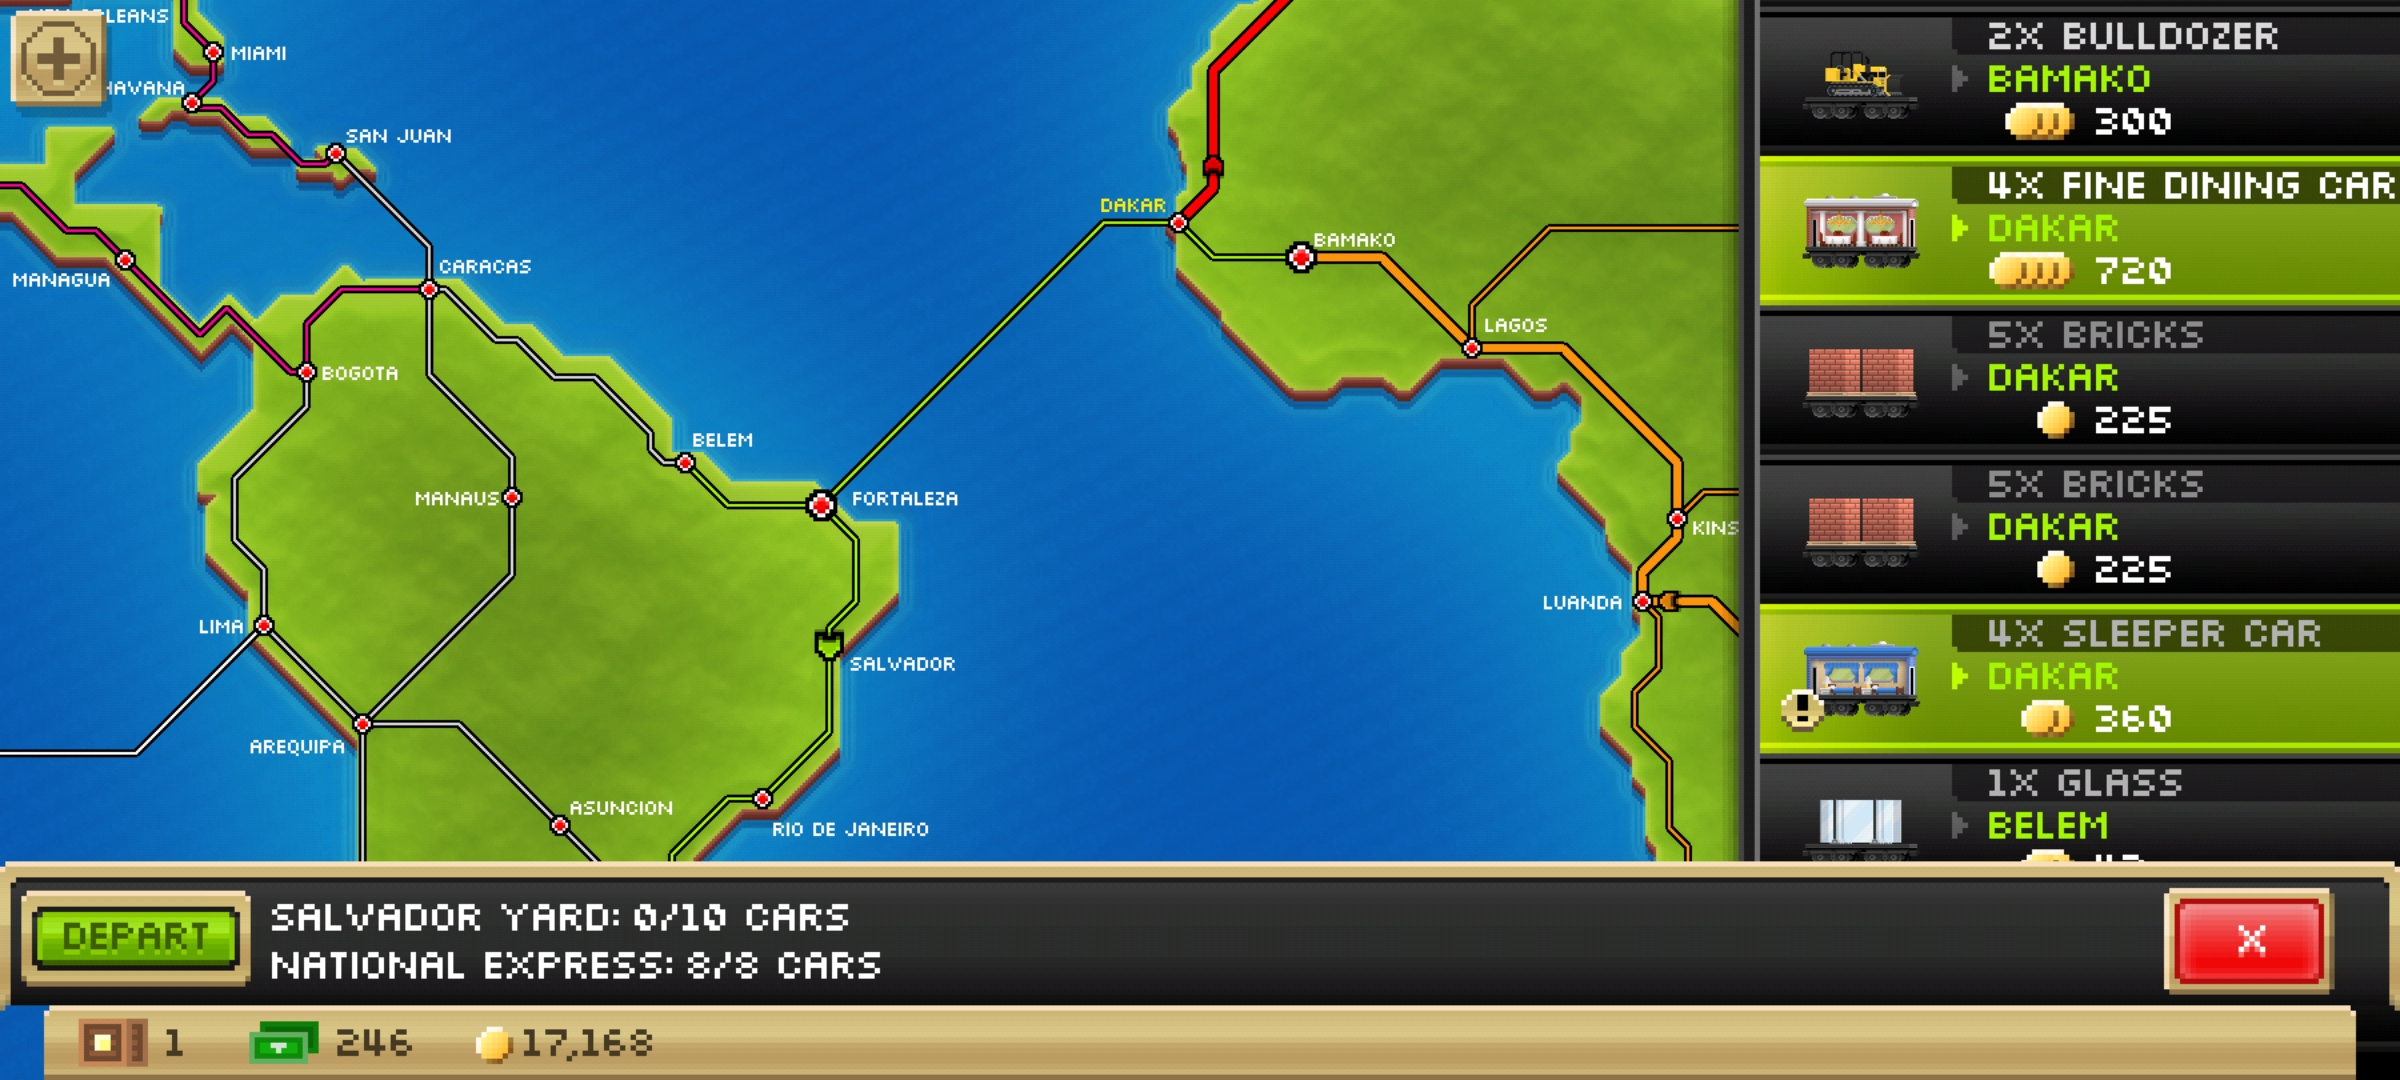 MIAMI
HAVANA
SAN JUAN
MANAGUA
CARACAS
BOGOTA
BELEM
MANAUS
FORTALEZA
LIMA
SALVADOR
AREQUIPA
ASUNCION
RIO DE JANEIRO
DAKAR
BAMAKO
LAGOS
KINS
LUANDA
2X BULLDOZER
BAMAKO
300
4X FINE DINING CAR
DAKAR
720
5X BRICKS
DAKAR
225
5X BRICKS
DAKAR
225
4X SLEEPER CAR
DAKAR
360
1X GLASS
BELEM
DEPART
SALVADOR YARD: 0/10 CARS
NATIONAL EXPRESS: 8/8 CARS
X
1
246
17,168